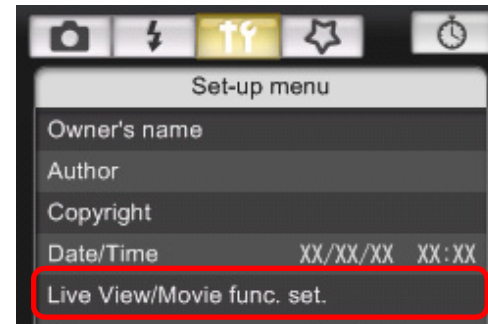 Set-up menu
Owner's name
Author
Copyright
Date/Time XX/XX/XX XX:XX
Live View/Movie func. set.